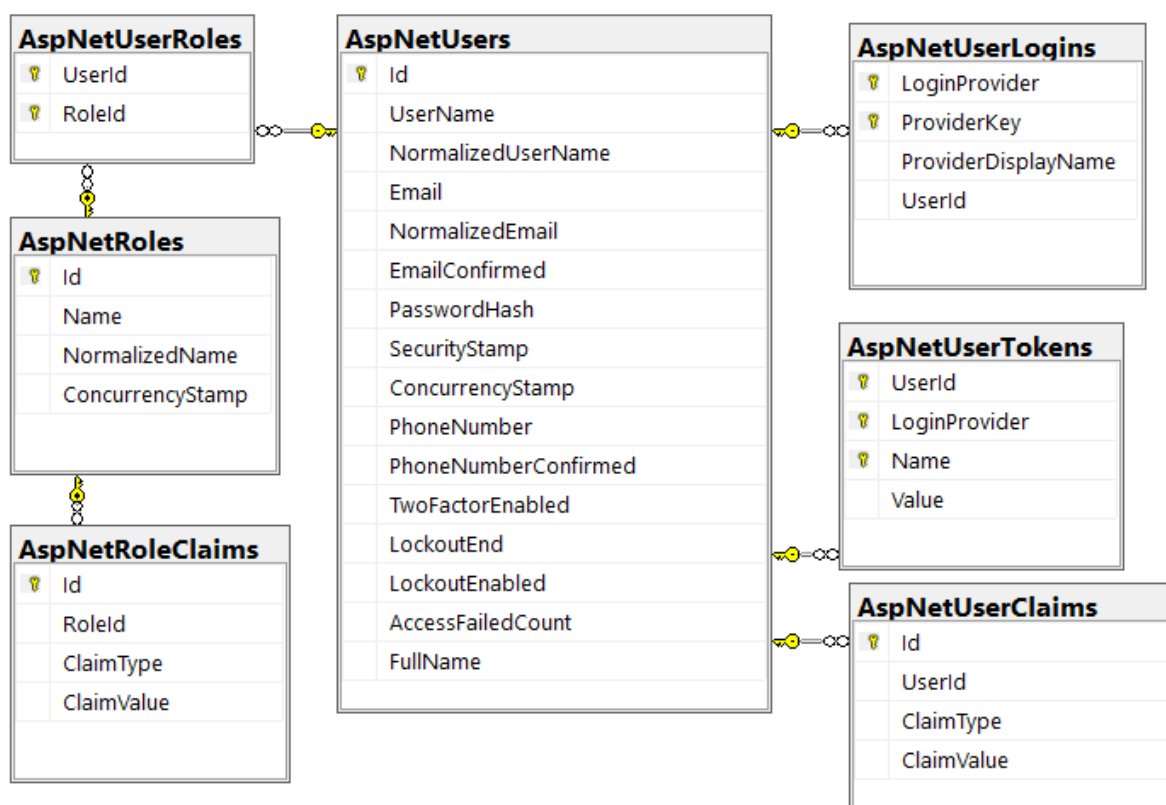 AspNetUserRoles
UserId
RoleId
AspNetRoles
Id
Name
NormalizedName
ConcurrencyStamp
AspNetRoleClaims
Id
RoleId
ClaimType
ClaimValue
AspNetUsers
Id
UserName
NormalizedUserName
Email
NormalizedEmail
EmailConfirmed
PasswordHash
SecurityStamp
ConcurrencyStamp
PhoneNumber
PhoneNumberConfirmed
TwoFactorEnabled
LockoutEnd
LockoutEnabled
AccessFailedCount
FullName
AspNetUserLogins
LoginProvider
ProviderKey
ProviderDisplayName
UserId
AspNetUserTokens
UserId
LoginProvider
Name
Value
AspNetUserClaims
Id
UserId
ClaimType
ClaimValue